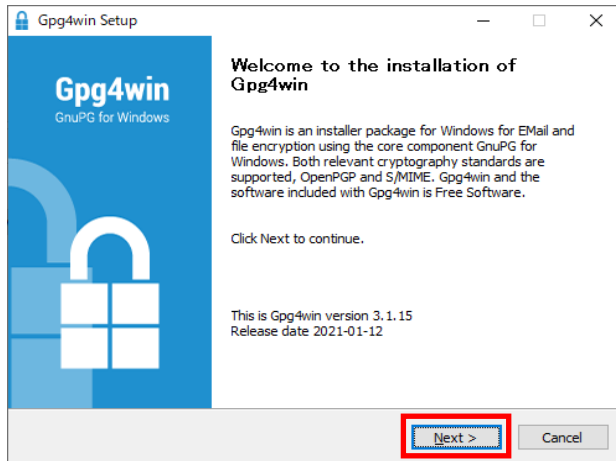 Gpg4win Setup
Gpg4win
GnuPG for Windows
Welcome to the installation of
Gpg4win
Gpg4win is an installer package for Windows for EMail and
file encryption using the core component GnuPG for
Windows. Both relevant cryptography standards are
supported, OpenPGP and S/MIME. Gpg4win and the
software included with Gpg4win is Free Software.
Click Next to continue.
This is Gpg4win version 3.1.15
Release date 2021-01-12
Next >
Cancel